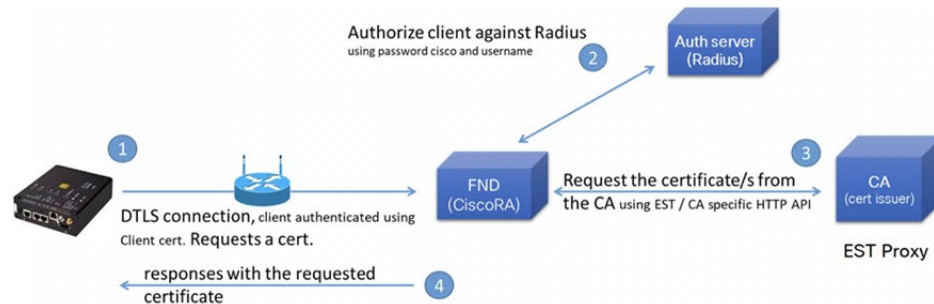 Authorize client against Radius
using password cisco and username
2
Auth server
(Radius)
1
3
FND
(CiscoRA)
Request the certificate/s from
the CA using EST / CA specific HTTP API
CA
(cert issuer)
DTLS connection, client authenticated using
Client cert. Requests a cert.
EST Proxy
responses with the requested
certificate
4